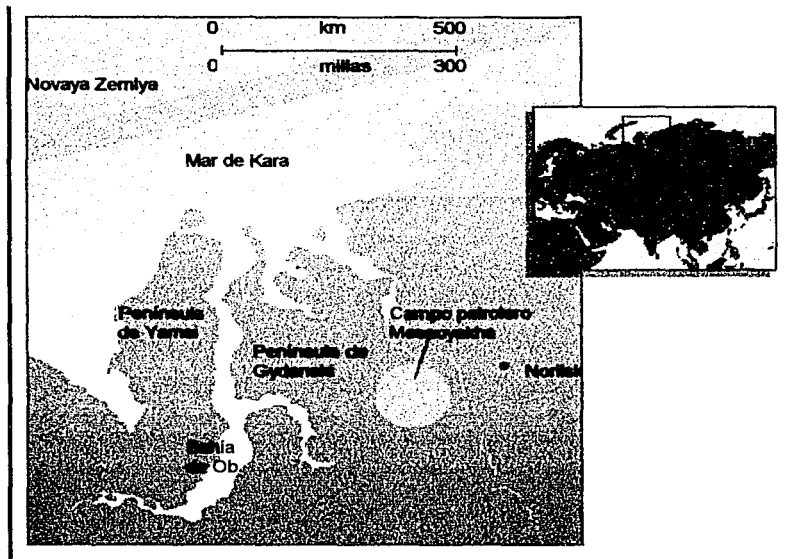 0 km 500
0 millas 300
Novaya Zemlya
Mar de Kara
Península
de Yamal
Campo petrolero
Messoyakha
Península de
Gydanski
Norilsk
Bahía
de Ob